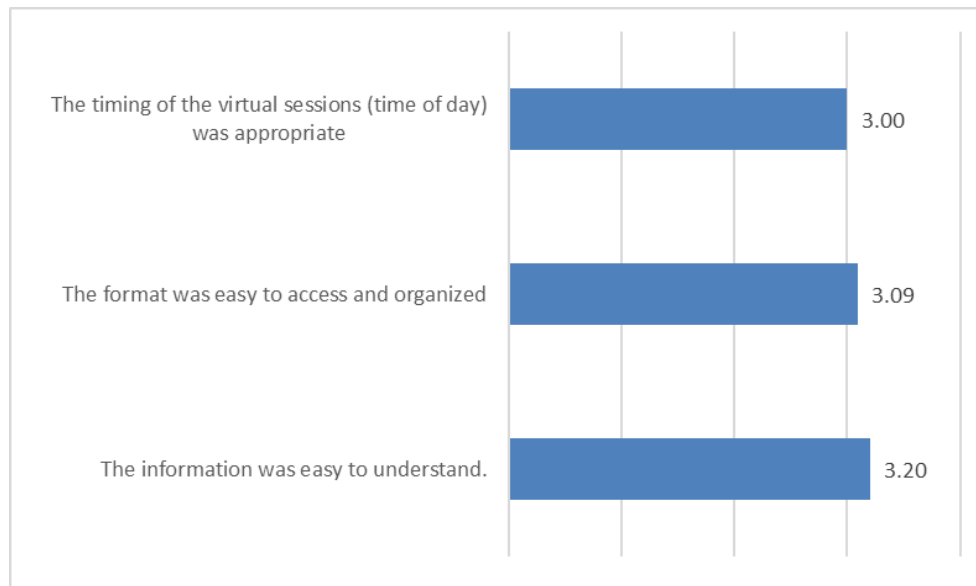 The timing of the virtual sessions (time of day)
was appropriate
3.00
The format was easy to access and organized
3.09
The information was easy to understand.
3.20